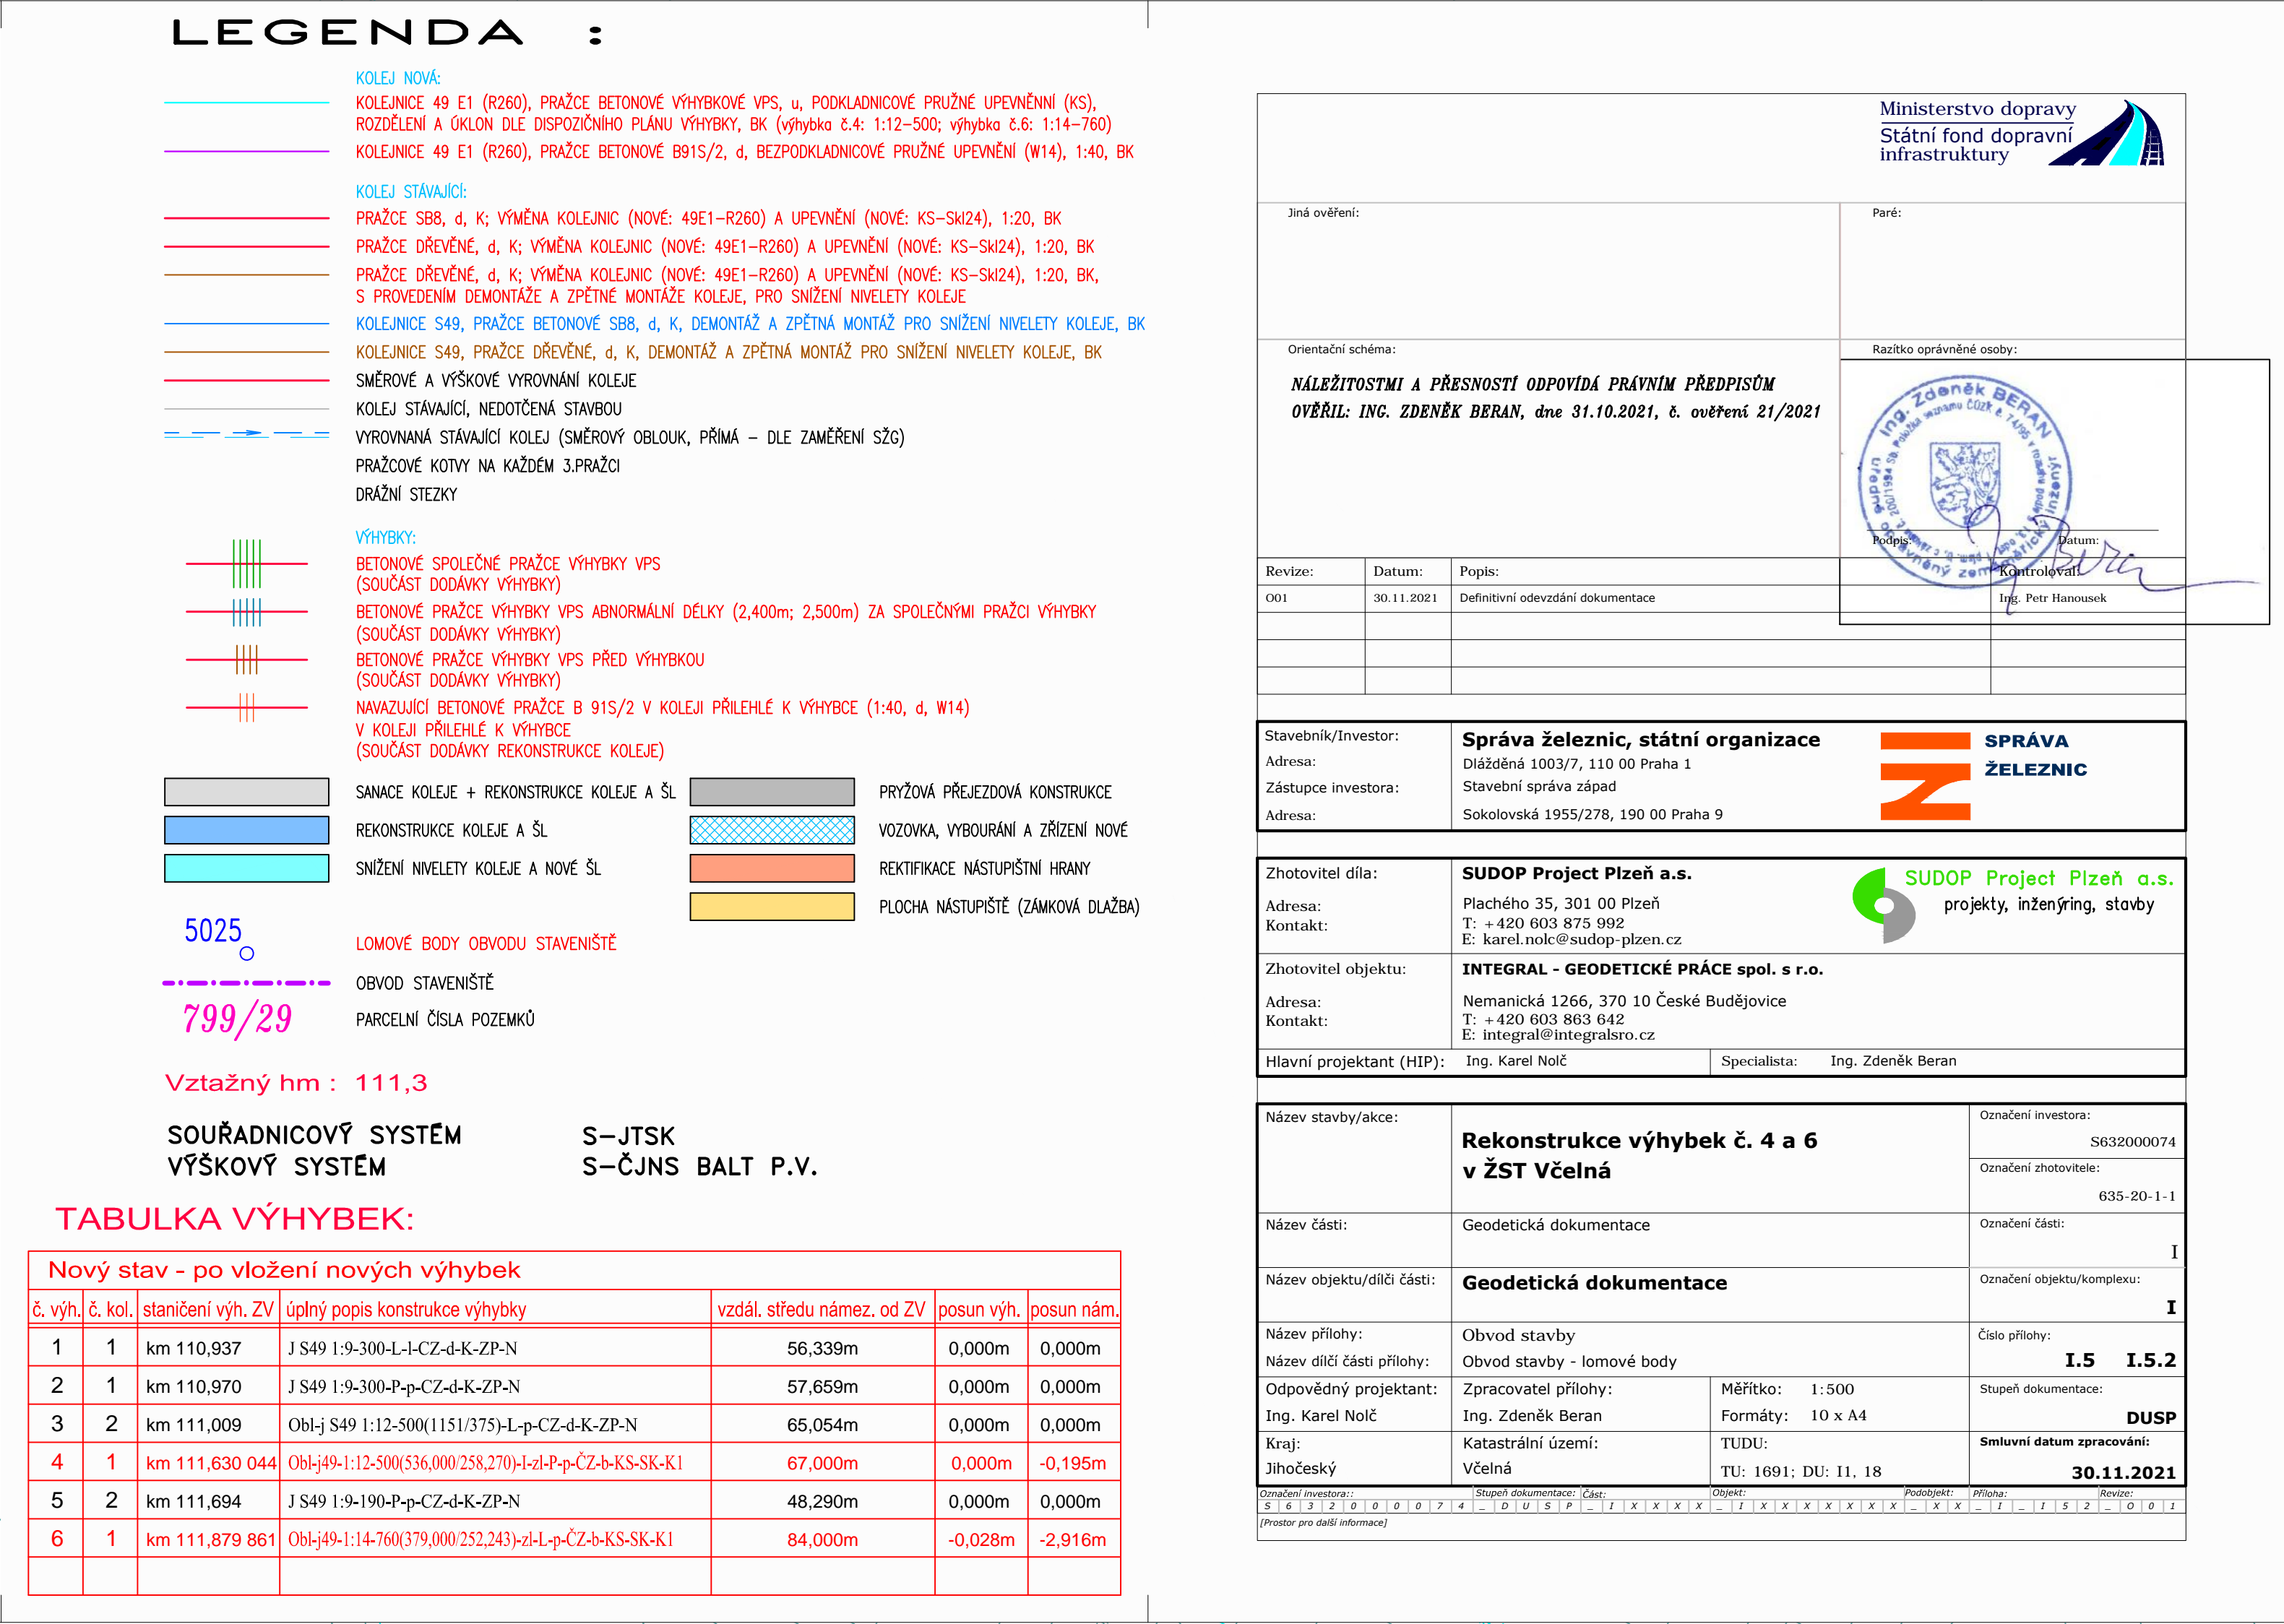 LEGENDA :
KOLEJ NOVÁ:
KOLEJNICE 49 E1 (R260), PRAŽCE BETONOVÉ VÝHYBKOVÉ VPS, u, PODKLADNICOVÉ PRUŽNÉ UPEVNĚNNÍ (KS),
ROZDĚLENÍ A ÚKLON DLE DISPOZIČNÍHO PLÁNU VÝHYBKY, BK (výhybka č.4: 1:12-500; výhybka č.6: 1:14-760)
KOLEJNICE 49 E1 (R260), PRAŽCE BETONOVÉ B91S/2, d, BEZPODKLADNICOVÉ PRUŽNÉ UPEVNĚNÍ (W14), 1:40, BK
KOLEJ STÁVAJÍCÍ:
PRAŽCE SB8, d, K; VÝMĚNA KOLEJNIC (NOVÉ: 49E1-R260) A UPEVNĚNÍ (NOVÉ: KS-Skl24), 1:20, BK
PRAŽCE DŘEVĚNÉ, d, K; VÝMĚNA KOLEJNIC (NOVÉ: 49E1-R260) A UPEVNĚNÍ (NOVÉ: KS-Skl24), 1:20, BK
PRAŽCE DŘEVĚNÉ, d, K; VÝMĚNA KOLEJNIC (NOVÉ: 49E1-R260) A UPEVNĚNÍ (NOVÉ: KS-Skl24), 1:20, BK,
S PROVEDENÍM DEMONTÁŽE A ZPĚTNÉ MONTÁŽE KOLEJE, PRO SNÍŽENÍ NIVELETY KOLEJE
KOLEJNICE S49, PRAŽCE BETONOVÉ SB8, d, K, DEMONTÁŽ A ZPĚTNÁ MONTÁŽ PRO SNÍŽENÍ NIVELETY KOLEJE, BK
KOLEJNICE S49, PRAŽCE DŘEVĚNÉ, d, K, DEMONTÁŽ A ZPĚTNÁ MONTÁŽ PRO SNÍŽENÍ NIVELETY KOLEJE, BK
SMĚROVÉ A VÝŠKOVÉ VYROVNÁNÍ KOLEJE
KOLEJ STÁVAJÍCÍ, NEDOTČENÁ STAVBOU
VYROVNANÁ STÁVAJÍCÍ KOLEJ (SMĚROVÝ OBLOUK, PŘÍMÁ - DLE ZAMĚŘENÍ SŽG)
PRAŽCOVÉ KOTVY NA KAŽDÉM 3.PRAŽCI
DRÁŽNÍ STEZKY
VÝHYBKY:
BETONOVÉ SPOLEČNÉ PRAŽCE VÝHYBKY VPS
(SOUČÁST DODÁVKY VÝHYBKY)
BETONOVÉ PRAŽCE VÝHYBKY VPS ABNORMÁLNÍ DÉLKY (2,400m; 2,500m) ZA SPOLEČNÝMI PRAŽCI VÝHYBKY
(SOUČÁST DODÁVKY VÝHYBKY)
BETONOVÉ PRAŽCE VÝHYBKY VPS PŘED VÝHYBKOU
(SOUČÁST DODÁVKY VÝHYBKY)
NAVAZUJÍCÍ BETONOVÉ PRAŽCE B 91S/2 V KOLEJI PŘILEHLÉ K VÝHYBCE (1:40, d, W14)
V KOLEJI PŘILEHLÉ K VÝHYBCE
(SOUČÁST DODÁVKY REKONSTRUKCE KOLEJE)
SANACE KOLEJE + REKONSTRUKCE KOLEJE A ŠL PRYŽOVÁ PŘEJEZDOVÁ KONSTRUKCE
REKONSTRUKCE KOLEJE A ŠL VOZOVKA, VYBOURÁNÍ A ZŘÍZENÍ NOVÉ
SNÍŽENÍ NIVELETY KOLEJE A NOVÉ ŠL REKTIFIKACE NÁSTUPIŠTNÍ HRANY
PLOCHA NÁSTUPIŠTĚ (ZÁMKOVÁ DLAŽBA)
5025 LOMOVÉ BODY OBVODU STAVENIŠTĚ
OBVOD STAVENIŠTĚ
799/29 PARCELNÍ ČÍSLA POZEMKŮ
Vztažný hm : 111,3
SOUŘADNICOVÝ SYSTÉM S-JTSK
VÝŠKOVÝ SYSTÉM S-ČJNS BALT P.V.
TABULKA VÝHYBEK:
Nový stav - po vložení nových výhybek
č. výh. č. kol. staničení výh. ZV úplný popis konstrukce výhybky vzdál. středu námez. od ZV posun výh. posun nám.
1 1 km 110,937 J S49 1:9-300-L-l-CZ-d-K-ZP-N 56,339m 0,000m 0,000m
2 1 km 110,970 J S49 1:9-300-P-p-CZ-d-K-ZP-N 57,659m 0,000m 0,000m
3 2 km 111,009 Obl-j S49 1:12-500(1151/375)-L-p-CZ-d-K-ZP-N 65,054m 0,000m 0,000m
4 1 km 111,630 044 Obl-j49-1:12-500(536,000/258,270)-I-zl-P-p-ČZ-b-KS-SK-K1 67,000m 0,000m -0,195m
5 2 km 111,694 J S49 1:9-190-P-p-CZ-d-K-ZP-N 48,290m 0,000m 0,000m
6 1 km 111,879 861 Obl-j49-1:14-760(379,000/252,243)-zl-L-p-ČZ-b-KS-SK-K1 84,000m -0,028m -2,916m
Ministerstvo dopravy
Státní fond dopravní
infrastruktury
Jiná ověření: Paré:
Orientační schéma: Razítko oprávněné osoby:
NÁLEŽITOSTMI A PŘESNOSTÍ ODPOVÍDÁ PRÁVNÍM PŘEDPISŮM
OVĚŘIL: ING. ZDENĚK BERAN, dne 31.10.2021, č. ověření 21/2021
Ing. Zdeněk BERAN
Podpis: Datum:
Beran
Revize: Datum: Popis: Kontroloval:
O01 30.11.2021 Definitivní odevzdání dokumentace Ing. Petr Hanousek
Stavebník/Investor: Správa železnic, státní organizace
Adresa: Dlážděná 1003/7, 110 00 Praha 1
Zástupce investora: Stavební správa západ
Adresa: Sokolovská 1955/278, 190 00 Praha 9
SPRÁVA
ŽELEZNIC
Zhotovitel díla: SUDOP Project Plzeň a.s.
Adresa: Plachého 35, 301 00 Plzeň
Kontakt: T: +420 603 875 992
E: karel.nolc@sudop-plzen.cz
SUDOP Project Plzeň a.s.
projekty, inženýring, stavby
Zhotovitel objektu: INTEGRAL - GEODETICKÉ PRÁCE spol. s r.o.
Adresa: Nemanická 1266, 370 10 České Budějovice
Kontakt: T: +420 603 863 642
E: integral@integralsro.cz
Hlavní projektant (HIP): Ing. Karel Nolč Specialista: Ing. Zdeněk Beran
Název stavby/akce: Rekonstrukce výhybek č. 4 a 6
v ŽST Včelná
Označení investora:
S632000074
Označení zhotovitele:
635-20-1-1
Název části: Geodetická dokumentace Označení části:
I
Název objektu/dílčí části: Geodetická dokumentace Označení objektu/komplexu:
I
Název přílohy: Obvod stavby Číslo přílohy:
Název dílčí části přílohy: Obvod stavby - lomové body I.5 I.5.2
Odpovědný projektant: Zpracovatel přílohy: Měřítko: 1:500 Stupeň dokumentace:
Ing. Karel Nolč Ing. Zdeněk Beran Formáty: 10 x A4 DUSP
Kraj: Katastrální území: TUDU: Smluvní datum zpracování:
Jihočeský Včelná TU: 1691; DU: I1, 18 30.11.2021
Označení investora:: Stupeň dokumentace: Část: Objekt: Podobjekt: Příloha: Revize:
S 6 3 2 0 0 0 0 7 4 _ D U S P _ I X X X X _ I X X X X X X X _ X X _ I _ I 5 2 _ O 0 1
[Prostor pro další informace]